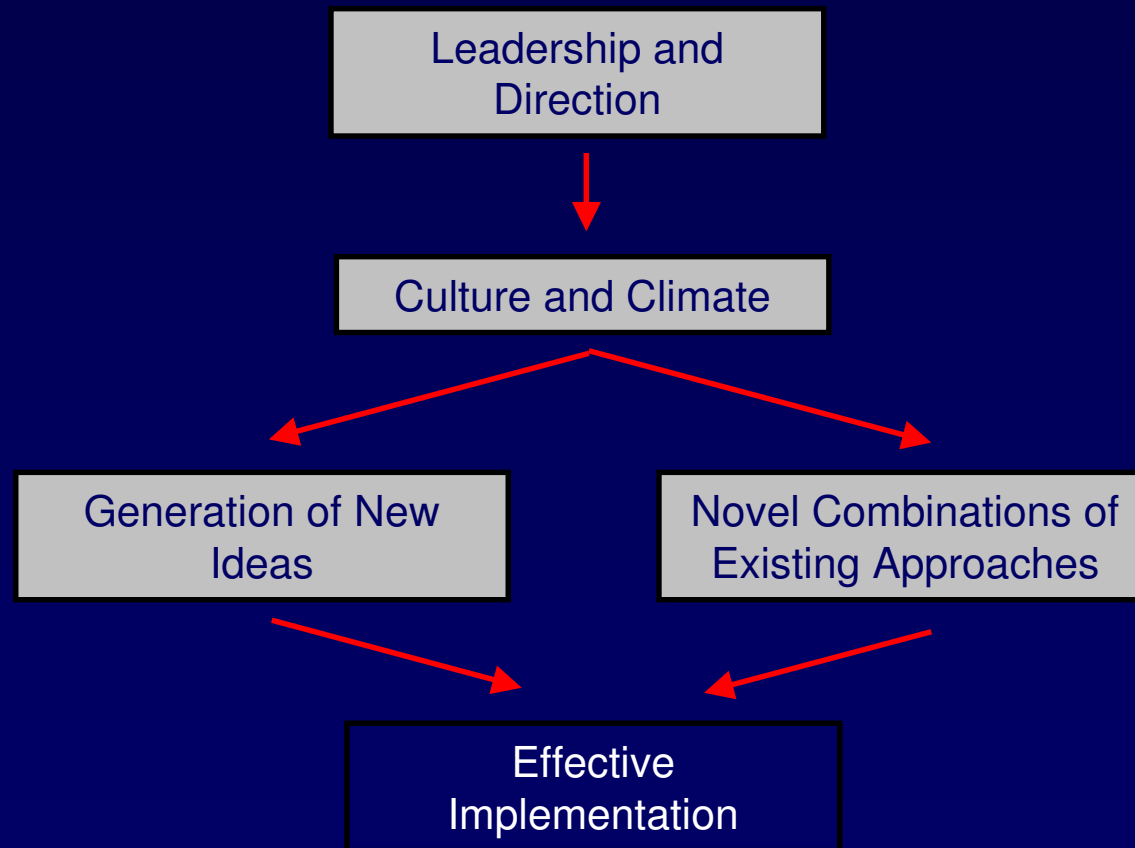 Leadership and
Direction
Culture and Climate
Generation of New
Ideas
Novel Combinations of
Existing Approaches
Effective
Implementation